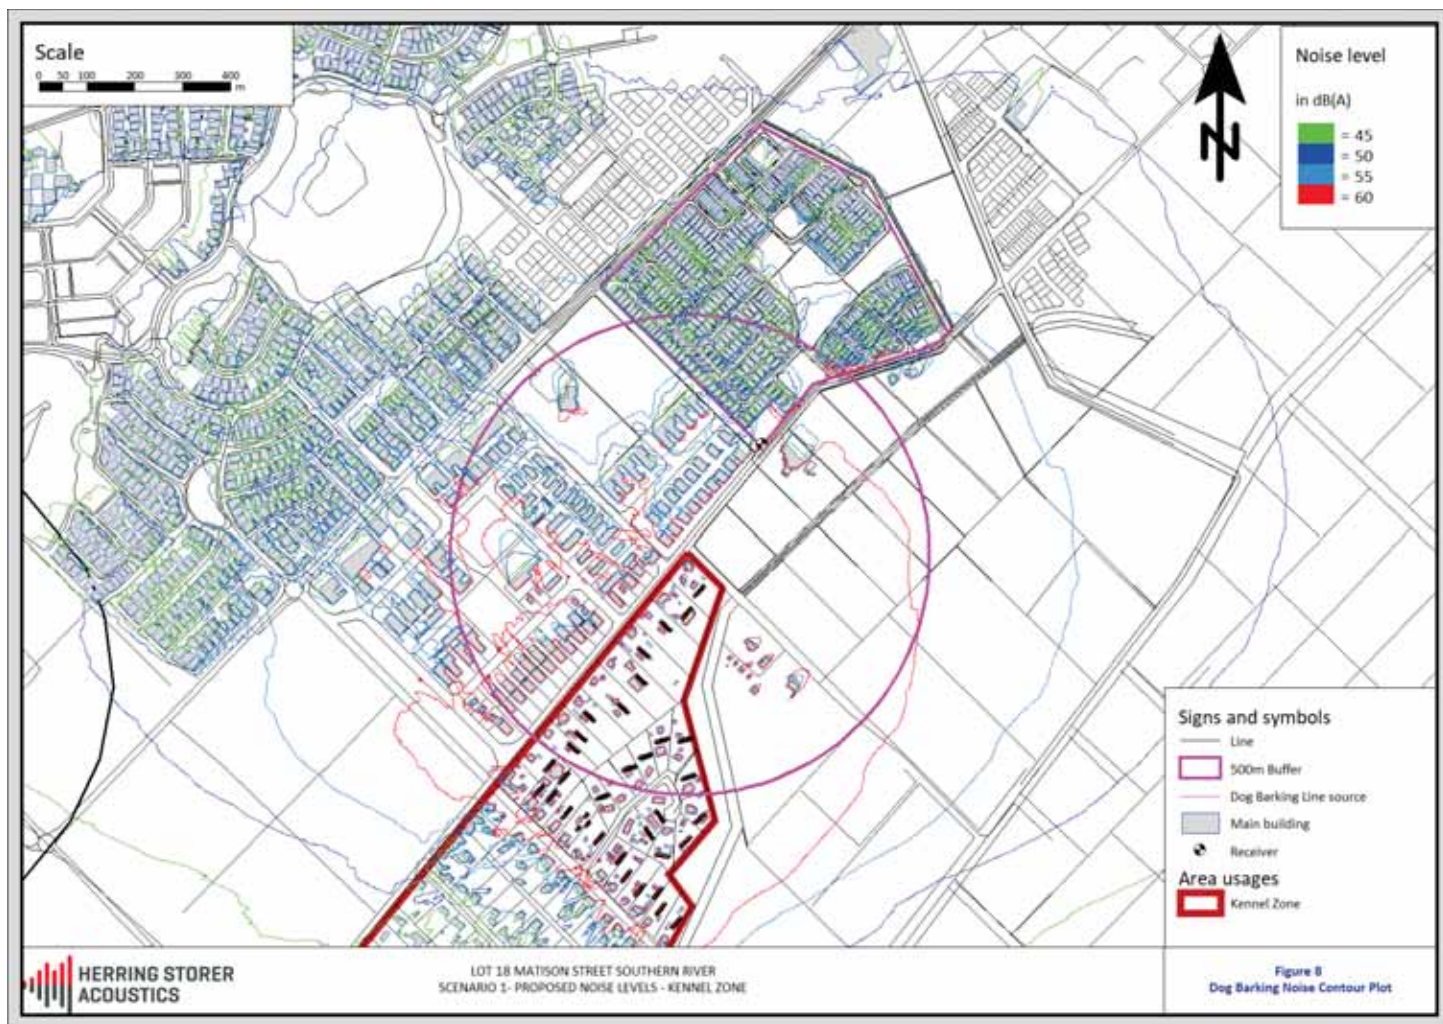 Scale
0 50 100 200 300 400
m
Noise level
in dB(A)
= 45
= 50
= 55
= 60
N
Signs and symbols
Line
500m Buffer
Dog Barking Line source
Main building
Receiver
Area usages
Kennel Zone
HERRING STORER
ACOUSTICS
LOT 18 MATISON STREET SOUTHERN RIVER
SCENARIO 1- PROPOSED NOISE LEVELS - KENNEL ZONE
Figure 8
Dog Barking Noise Contour Plot